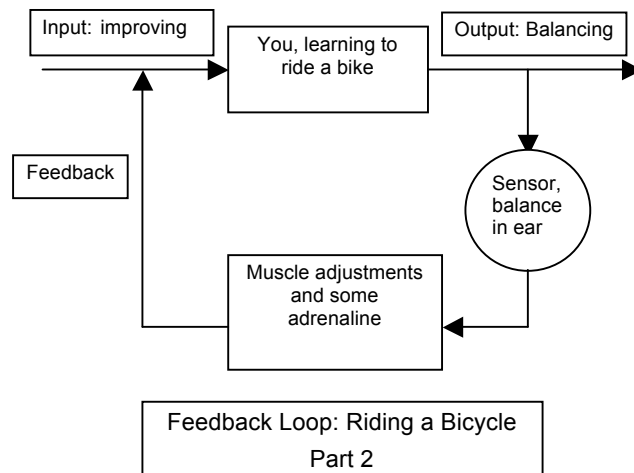 Input: improving
You, learning to
ride a bike
Output: Balancing
Feedback
Sensor,
balance
in ear
Muscle adjustments
and some
adrenaline
Feedback Loop: Riding a Bicycle
Part 2